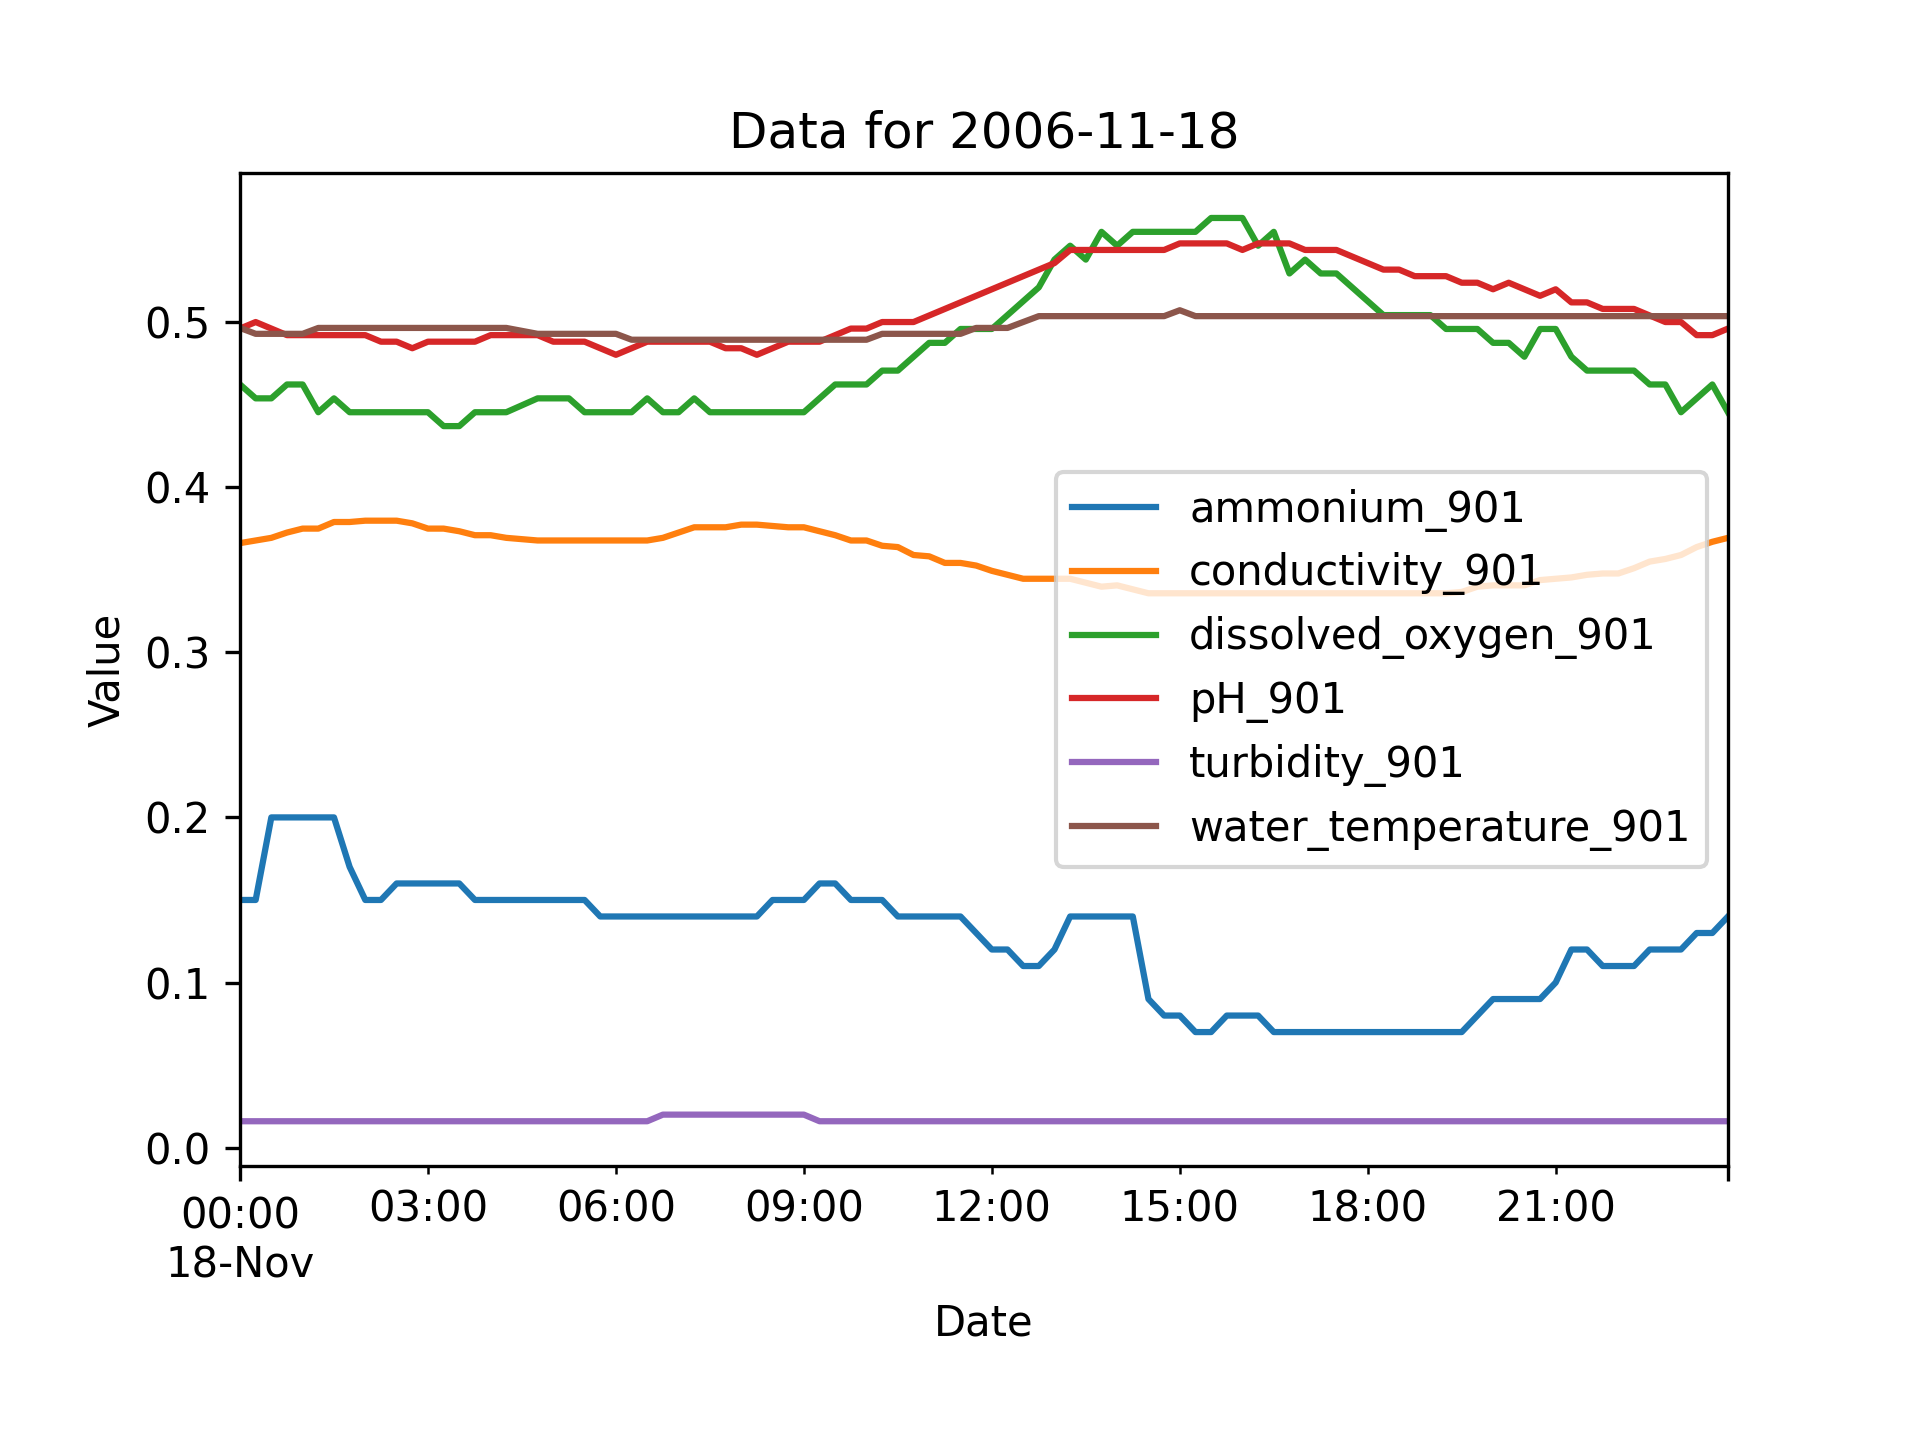 Data for 2006-11-18
Value
0.5
0.4
0.3
0.2
0.1
0.0
ammonium_901
conductivity_901
dissolved_oxygen_901
pH_901
turbidity_901
water_temperature_901
00:00 03:00 06:00 09:00 12:00 15:00 18:00 21:00
18-Nov
Date